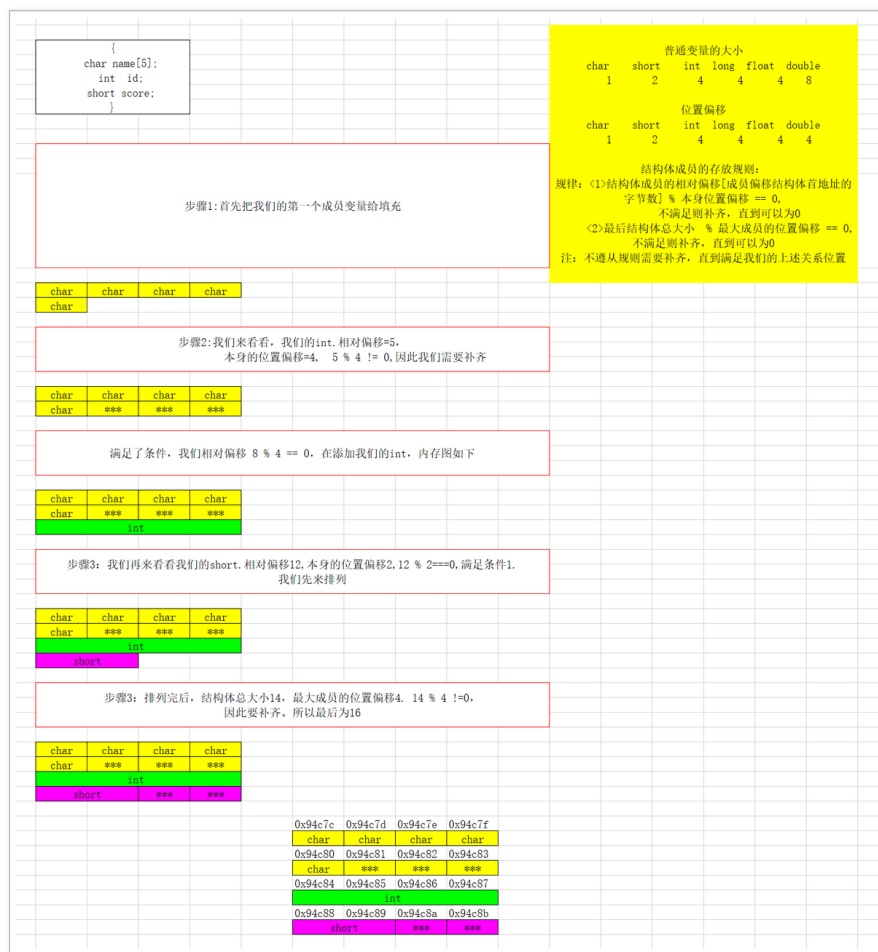 {
char name[5];
int id;
short score;
}
普通变量的大小
char short int long float double
1 2 4 4 4 8
位置偏移
char short int long float double
1 2 4 4 4 4
结构体成员的存放规则:
规律: <1>结构体成员的相对偏移[成员偏移结构体首地址的
字节数] % 本身位置偏移 == 0,
不满足则补齐, 直到可以为0
<2>最后结构体总大小 % 最大成员的位置偏移 == 0,
不满足则补齐, 直到可以为0
注: 不遵从规则需要补齐, 直到满足我们的上述关系位置
步骤1:首先把我们的第一个成员变量给填充
char char char char
char
步骤2:我们来看看, 我们的int.相对偏移=5,
本身的位置偏移=4, 5 % 4 != 0,因此我们需要补齐
char char char char
char *** *** ***
满足了条件, 我们相对偏移 8 % 4 == 0, 在添加我们的int, 内存图如下
char char char char
char *** *** ***
int
步骤3: 我们再来看看我们的short.相对偏移12,本身的位置偏移2,12 % 2===0,满足条件1.
我们先来排列
char char char char
char *** *** ***
int
short
步骤3: 排列完后, 结构体总大小14, 最大成员的位置偏移4. 14 % 4 !=0,
因此要补齐。所以最后为16
char char char char
char *** *** ***
int
short *** ***
0x94c7c 0x94c7d 0x94c7e 0x94c7f
char char char char
0x94c80 0x94c81 0x94c82 0x94c83
char *** *** ***
0x94c84 0x94c85 0x94c86 0x94c87
int
0x94c88 0x94c89 0x94c8a 0x94c8b
short *** ***